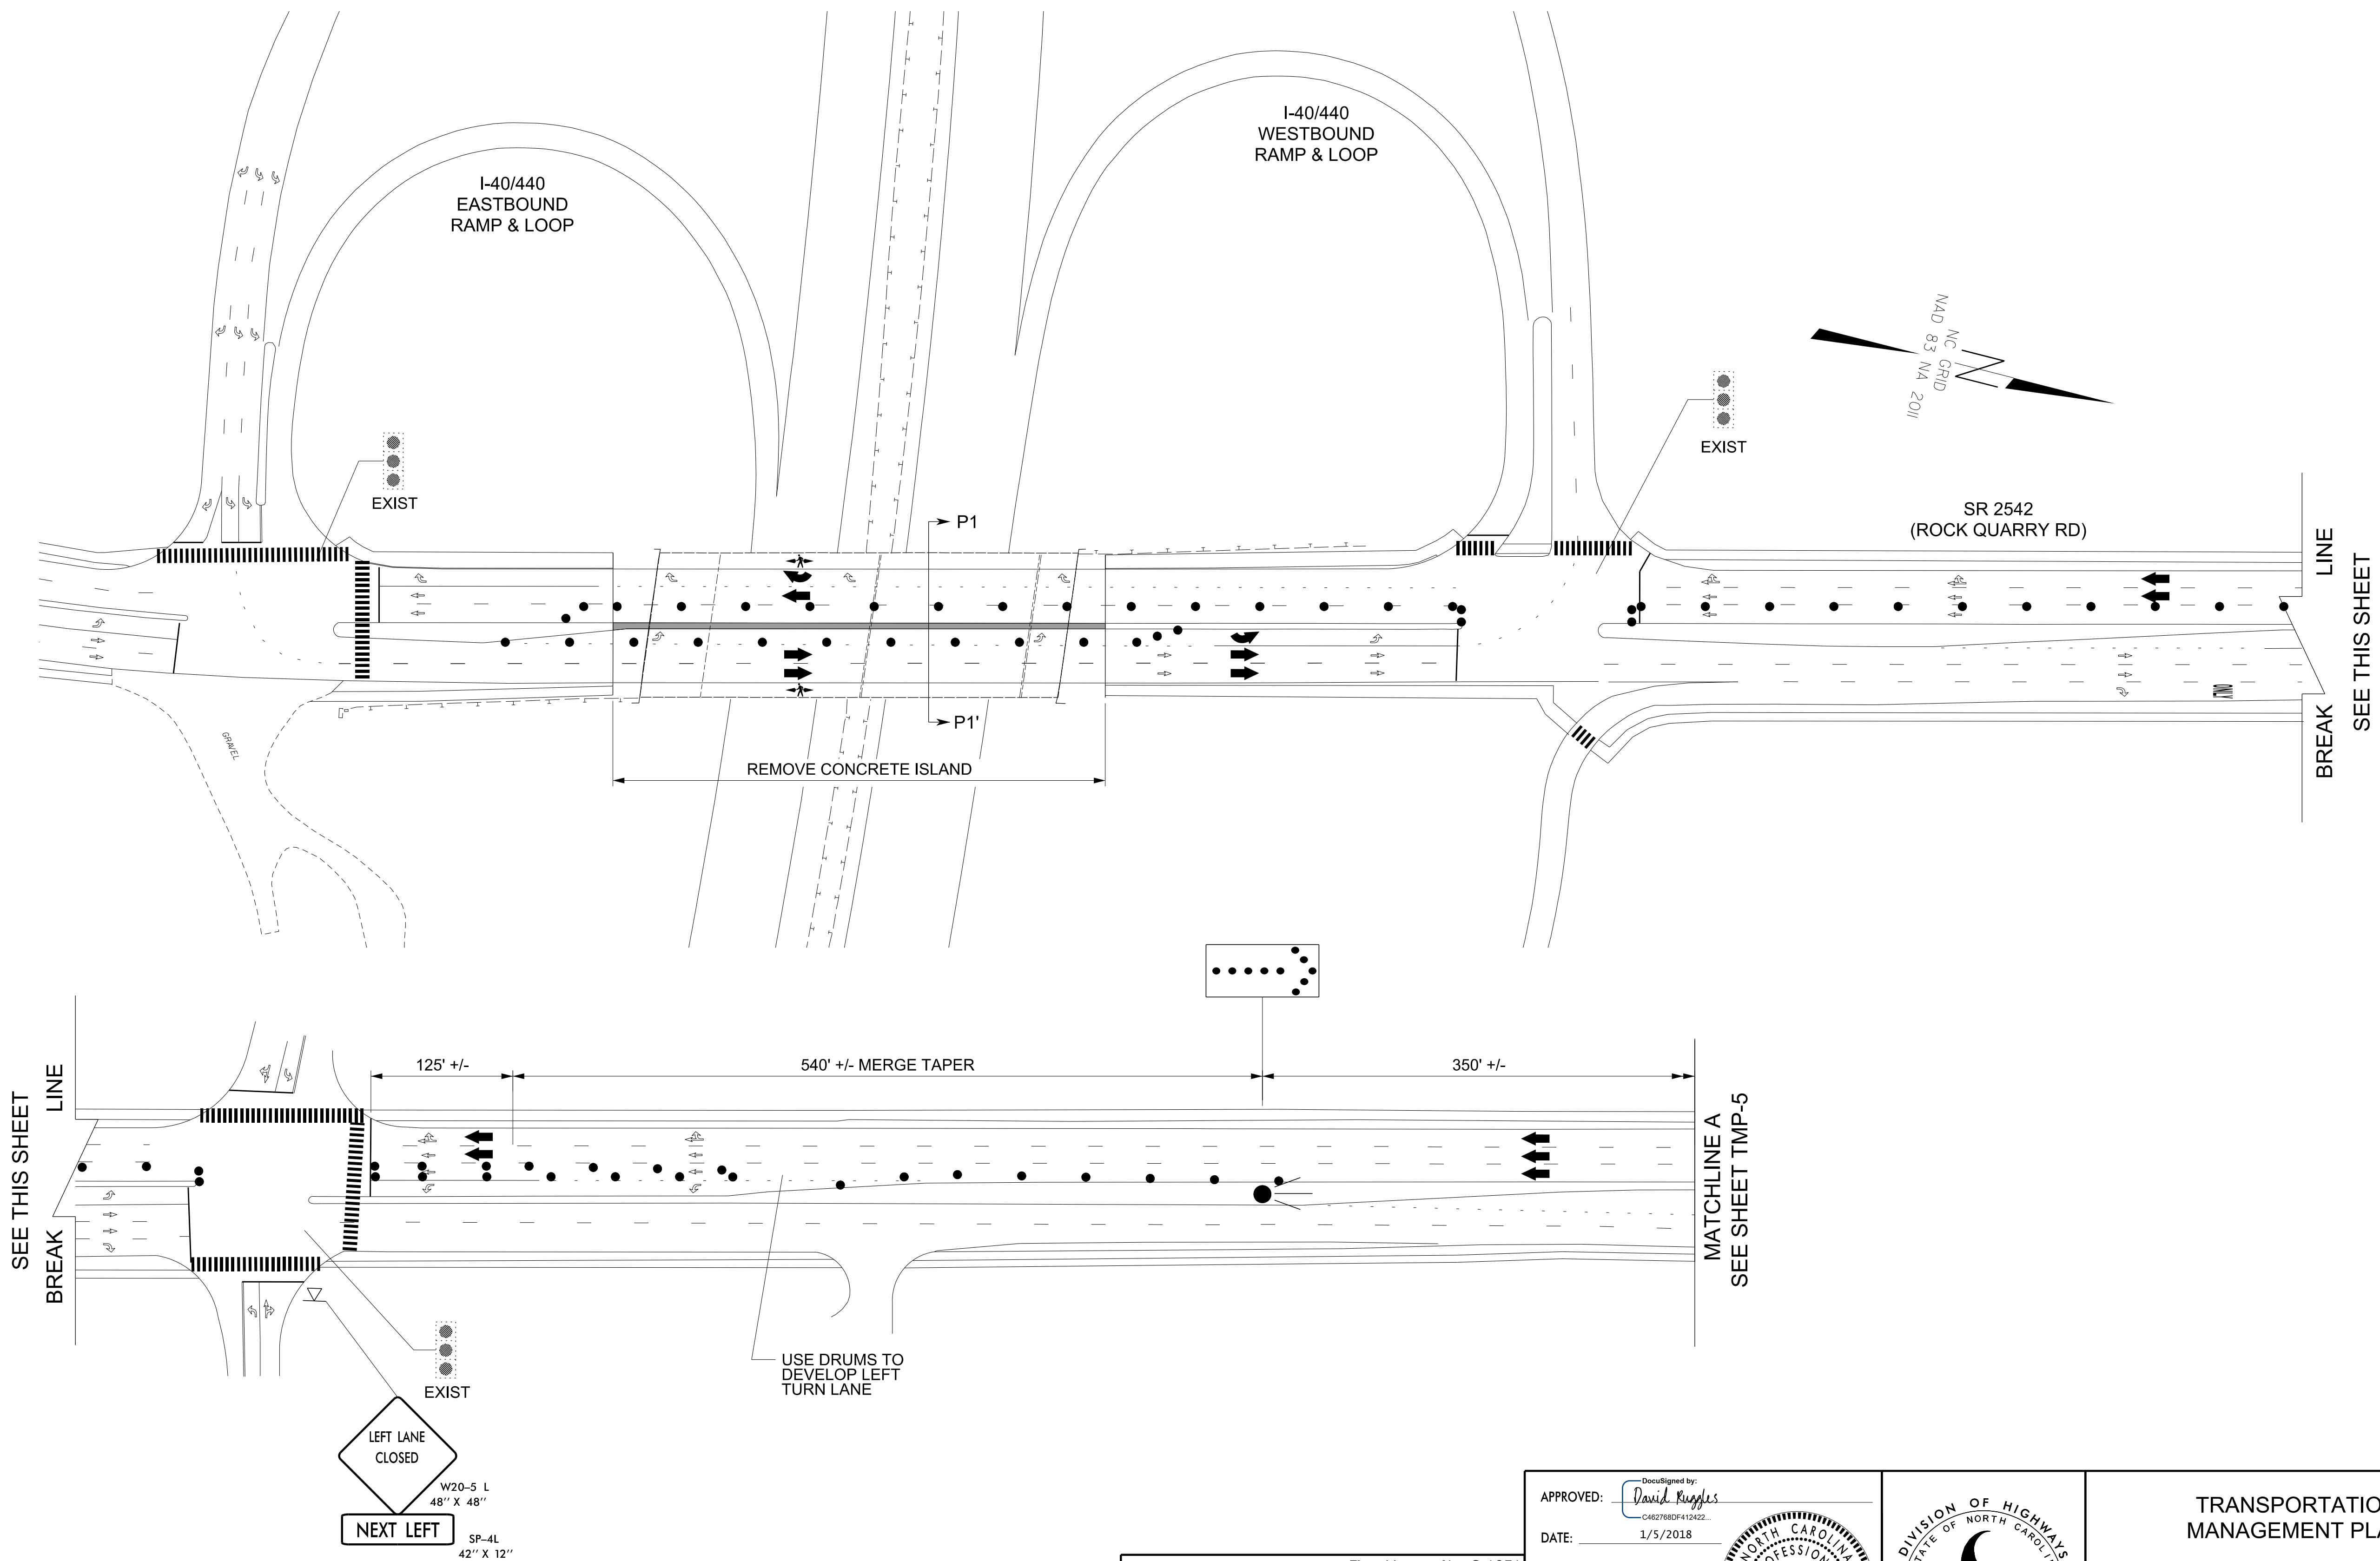 I-40/440
EASTBOUND
RAMP & LOOP
I-40/440
WESTBOUND
RAMP & LOOP
NC GRID
NAD 83 NA 2011
EXIST
EXIST
SR 2542
(ROCK QUARRY RD)
P1
P1'
GRAVEL
REMOVE CONCRETE ISLAND
BREAK LINE
SEE THIS SHEET
SEE THIS SHEET
BREAK LINE
125' +/-
540' +/- MERGE TAPER
350' +/-
MATCHLINE A
SEE SHEET TMP-5
USE DRUMS TO
DEVELOP LEFT
TURN LANE
EXIST
LEFT LANE
CLOSED
W20-5 L
48'' X 48''
NEXT LEFT
SP-4L
42'' X 12''
APPROVED:
DocuSigned by:
David Ruggles
C462768DF412422...
DATE: 1/5/2018
NORTH CAROLINA
DIVISION OF HIGHWAYS
STATE OF NORTH CAROLI
TRANSPORTATIO
MANAGEMENT PLA